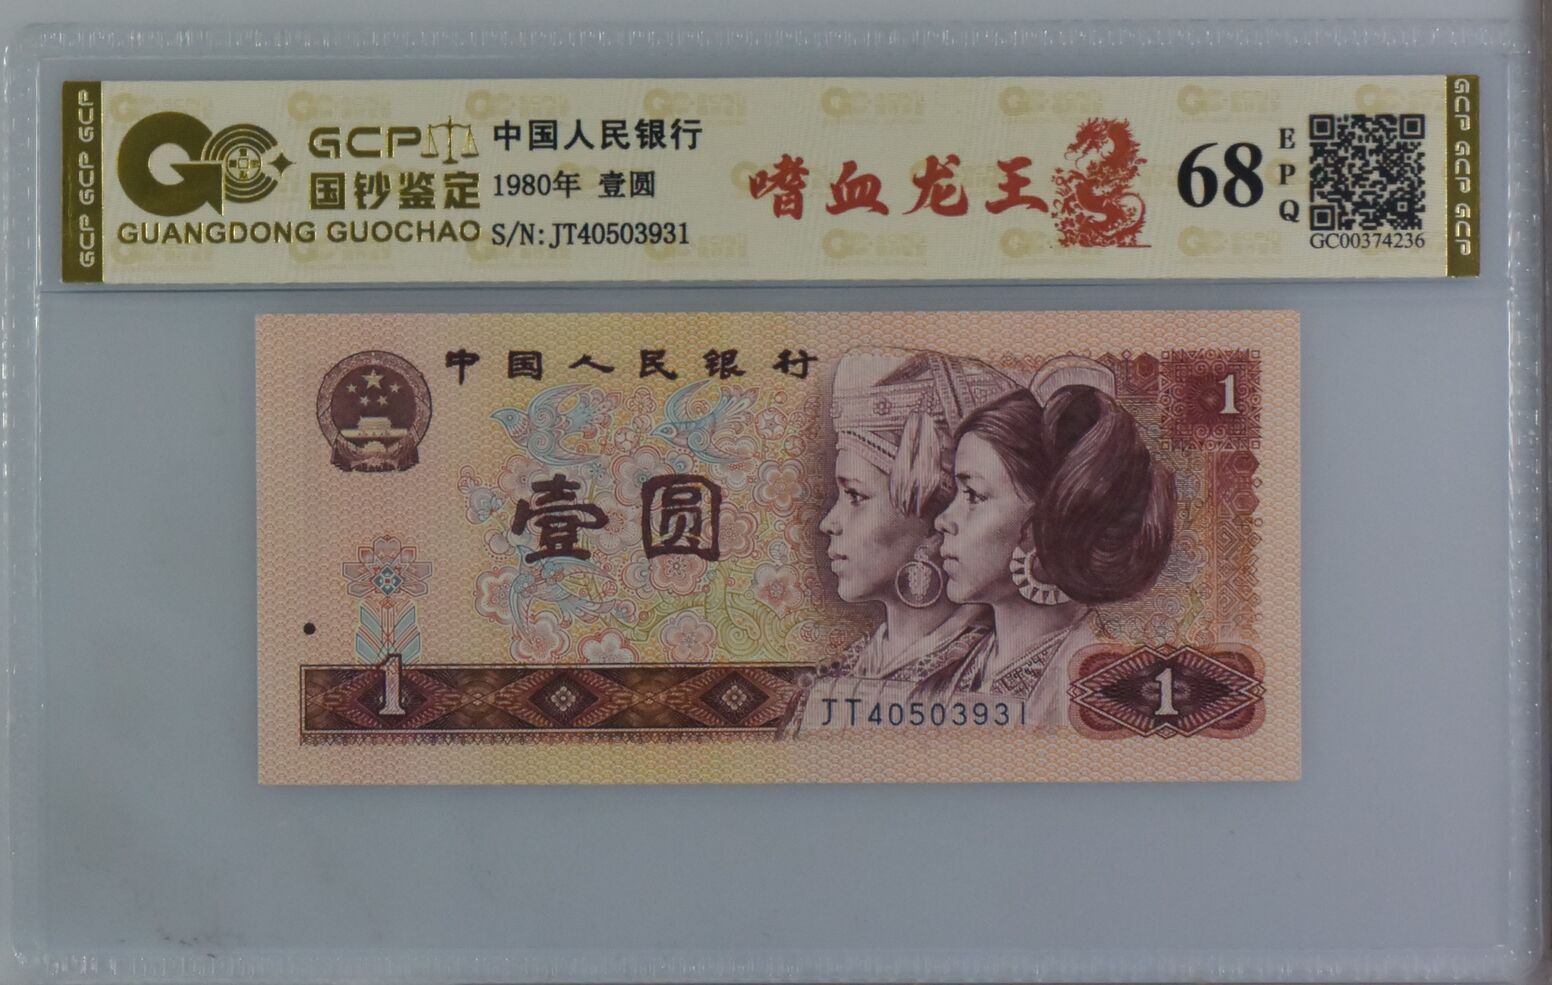 GCP GCP GCP
GCP
国钞鉴定
GUANGDONG GUOCHAO
中国人民银行
1980年 壹圆
S/N:JT40503931
嗜血龙王
68
EPQ
GC00374236
GCP GCP GCP
中国人民银行
1
壹圆
1
JT40503931
1